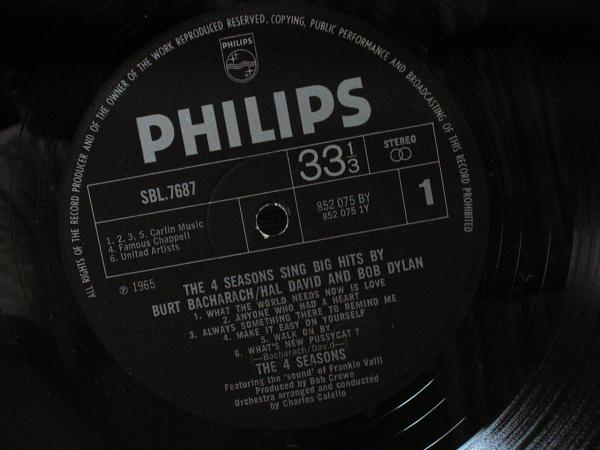 ALL RIGHTS OF THE RECORD PRODUCER AND OF THE OWNER OF THE WORK REPRODUCED RESERVED. COPYING, PUBLIC PERFORMANCE AND BROADCASTING OF THIS RECORD PROHIBITED
PHILIPS
PHILIPS
SBL.7687
33 1/3
STEREO
1, 2, 3, 5. Carlin Music
4. Famous Chappell
6. United Artists
852 075 BY
852 075 1Y
1
℗ 1965
THE 4 SEASONS SING BIG HITS BY
BURT BACHARACH/HAL DAVID AND BOB DYLAN
1. WHAT THE WORLD NEEDS NOW IS LOVE
2. ANYONE WHO HAD A HEART
3. ALWAYS SOMETHING THERE TO REMIND ME
4. MAKE IT EASY ON YOURSELF
5. WALK ON BY
6. WHAT'S NEW PUSSYCAT ?
—Bacharach/David—
THE 4 SEASONS
Featuring the 'sound' of Frankie Valli
Produced by Bob Crewe
Orchestra arranged and conducted
by Charles Calello